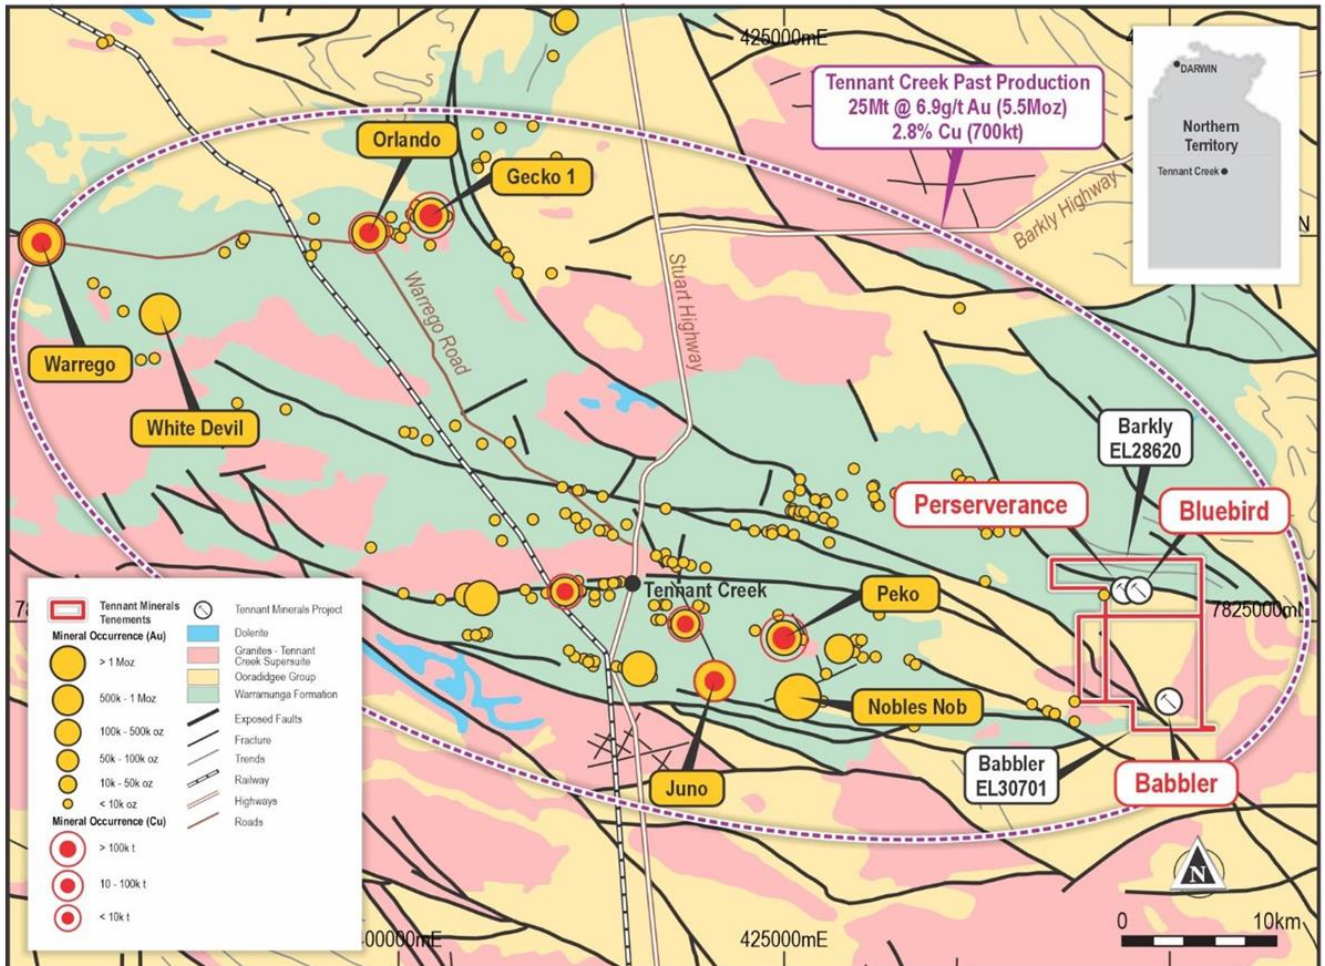 425000mE
4
DARWIN
Northern
Territory
Tennant Creek
Tennant Creek Past Production
25Mt @ 6.9g/t Au (5.5Moz)
2.8% Cu (700kt)
Orlando
Gecko 1
Barkly Highway
N
Stuart Highway
Warrego Road
Warrego
White Devil
Barkly
EL28620
Perserverance
Bluebird
Tennant Creek
Peko
78
7825000mN
Nobles Nob
Juno
Babbler
EL30701
Babbler
Tennant Minerals
Tenements
Mineral Occurrence (Au)
> 1 Moz
500k - 1 Moz
100k - 500k oz
50k - 100k oz
10k - 50k oz
< 10k oz
Mineral Occurrence (Cu)
> 100k t
10 - 100k t
< 10k t
Tennant Minerals Project
Dolerite
Granites - Tennant
Creek Supersuite
Ooradidgee Group
Warramunga Formation
Exposed Faults
Fracture
Trends
Railway
Highways
Roads
N
0 10km
00000mE
425000mE